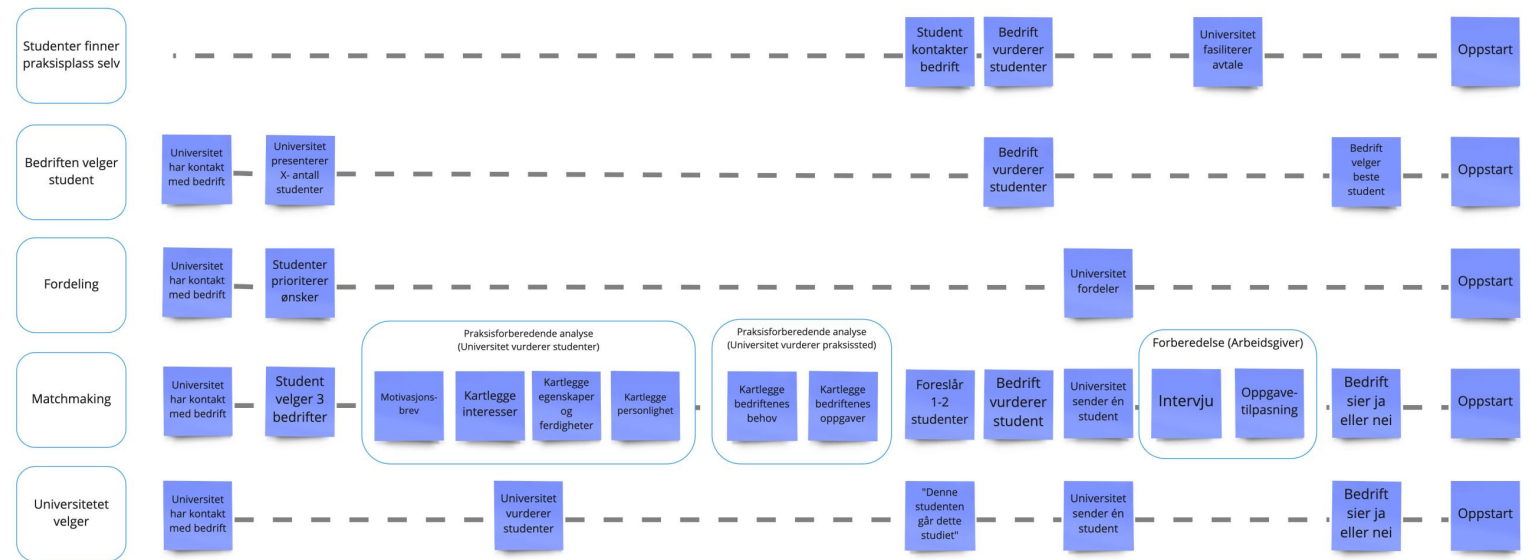 Studenter finner
praksisplass selv
Student
kontakter
bedrift
Bedrift
vurderer
studenter
Universitet
fasiliterer
avtale
Oppstart
Bedriften velger
student
Universitet
har kontakt
med bedrift
Universitet
presenterer
X- antall
studenter
Bedrift
vurderer
studenter
Bedrift
velger
beste
student
Oppstart
Fordeling
Universitet
har kontakt
med bedrift
Studenter
prioriterer
ønsker
Universitet
fordeler
Oppstart
Matchmaking
Universitet
har kontakt
med bedrift
Student
velger 3
bedrifter
Praksisforberedende analyse
(Universitet vurderer studenter)
Motivasjons-
brev
Kartlegge
interesser
Kartlegge
egenskaper
og
ferdigheter
Kartlegge
personlighet
Praksisforberedende analyse
(Universitet vurderer praksissted)
Kartlegge
bedriftenes
behov
Kartlegge
bedriftenes
oppgaver
Foreslår
1-2
studenter
Bedrift
vurderer
student
Universitet
sender én
student
Forberedelse (Arbeidsgiver)
Intervju
Oppgave-
tilpasning
Bedrift
sier ja
eller nei
Oppstart
Universitetet
velger
Universitet
har kontakt
med bedrift
Universitet
vurderer
studenter
"Denne
studenten
går dette
studiet"
Universitet
sender én
student
Bedrift
sier ja
eller nei
Oppstart